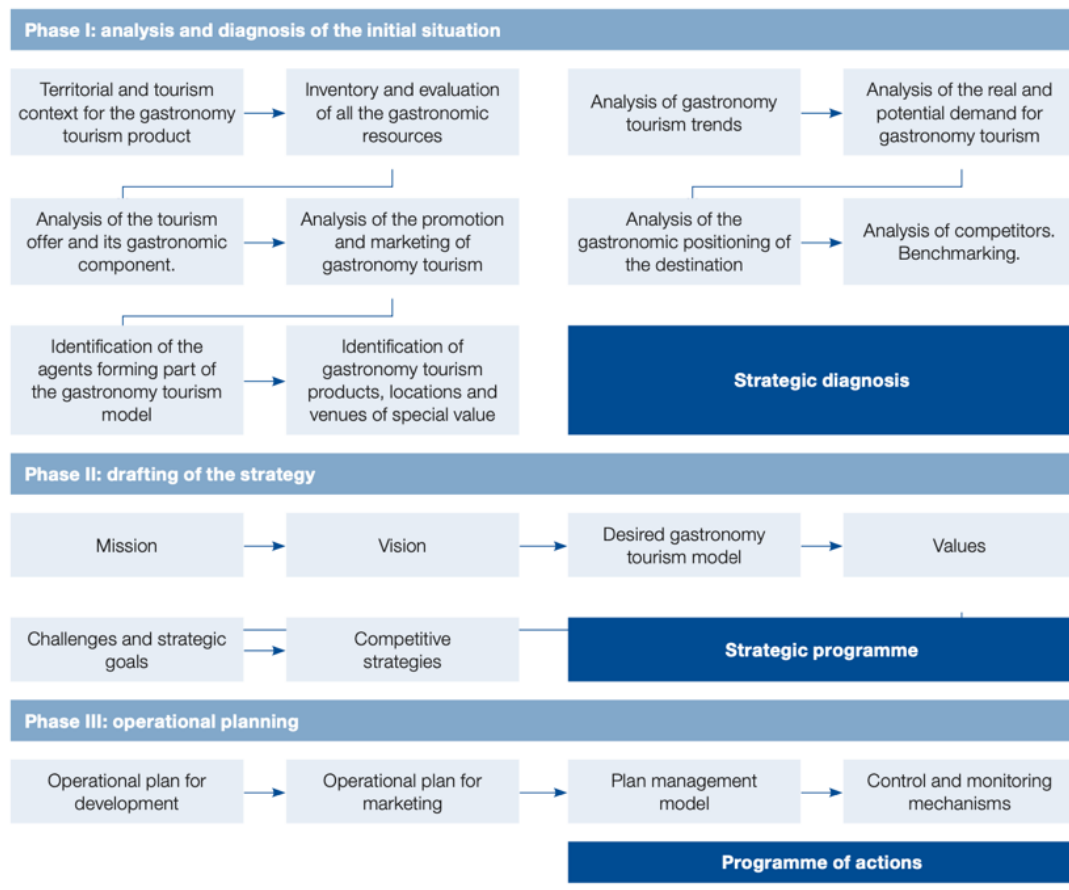 Phase I: analysis and diagnosis of the initial situation
Territorial and tourism
context for the gastronomy
tourism product
Inventory and evaluation
of all the gastronomic
resources
Analysis of the tourism
offer and its gastronomic
component.
Analysis of the promotion
and marketing of
gastronomy tourism
Identification of the
agents forming part of
the gastronomy tourism
model
Identification of
gastronomy tourism
products, locations and
venues of special value
Analysis of gastronomy
tourism trends
Analysis of the real and
potential demand for
gastronomy tourism
Analysis of the
gastronomic positioning of
the destination
Analysis of competitors.
Benchmarking.
Strategic diagnosis
Phase II: drafting of the strategy
Mission
Vision
Desired gastronomy
tourism model
Values
Challenges and strategic
goals
Competitive
strategies
Strategic programme
Phase III: operational planning
Operational plan for
development
Operational plan for
marketing
Plan management
model
Control and monitoring
mechanisms
Programme of actions